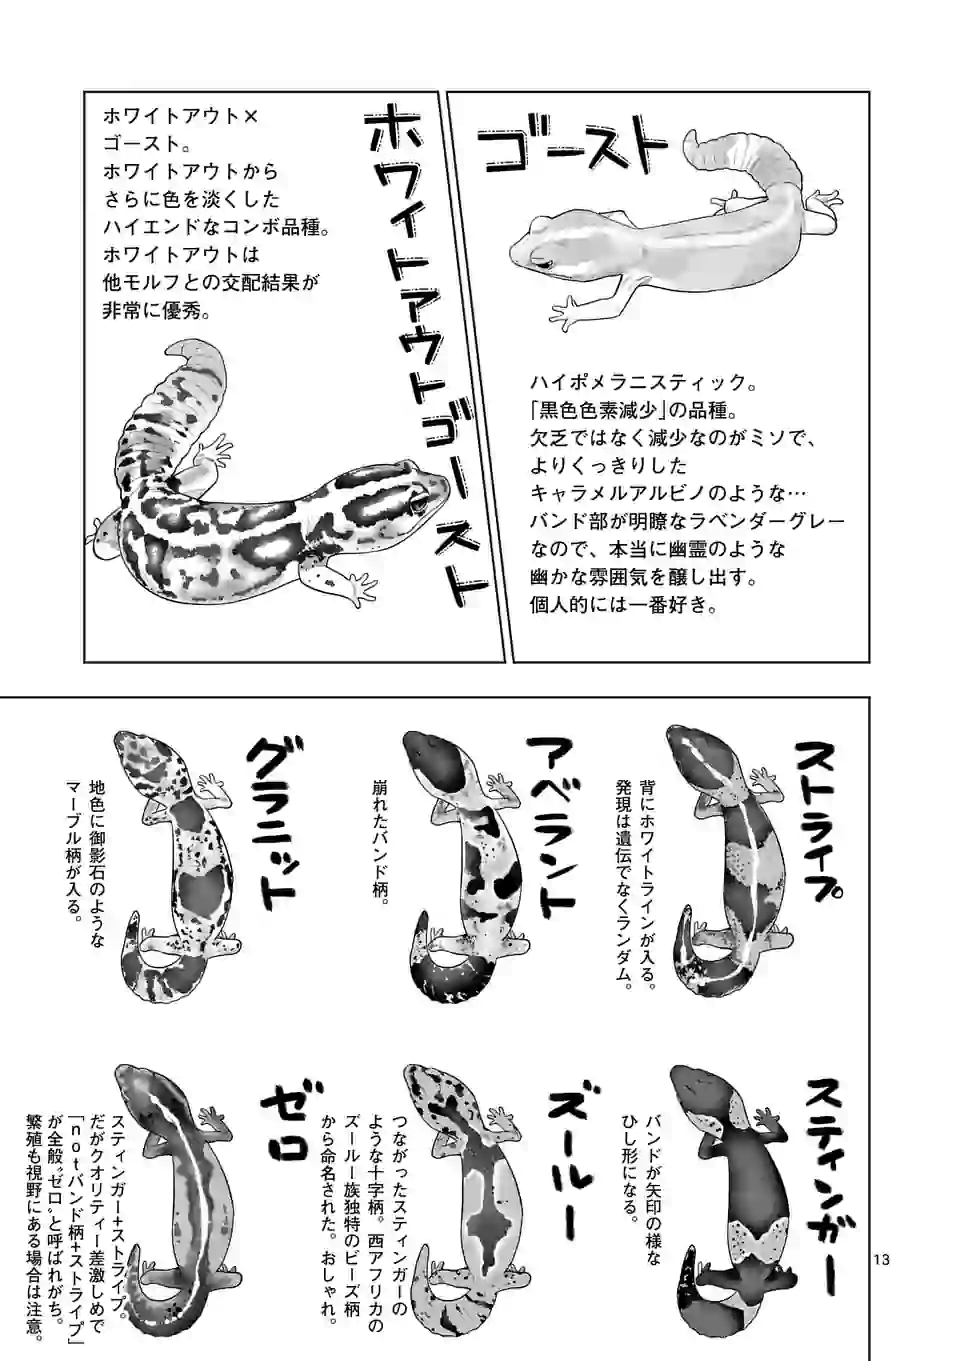 ゴースト
ハイポメラニスティック。
「黒色色素減少」の品種。
欠乏ではなく減少なのがミソで、
よりくっきりした
キャラメルアルビノのような…
バンド部が明瞭なラベンダーグレー
なので、本当に幽霊のような
幽かな雰囲気を醸し出す。
個人的には一番好き。
ホワイトアウトゴースト
ホワイトアウト×
ゴースト。
ホワイトアウトから
さらに色を淡くした
ハイエンドなコンボ品種。
ホワイトアウトは
他モルフとの交配結果が
非常に優秀。
ストライプ
背にホワイトラインが入る。
発現は遺伝でなくランダム。
アベラント
崩れたバンド柄。
グラニット
地色に御影石のような
マーブル柄が入る。
スティンガー
バンドが矢印の様な
ひし形になる。
ズールー
つながったスティンガーの
ような十字柄。西アフリカの
ズールー族独特のビーズ柄
から命名された。おしゃれ。
ゼロ
スティンガー+ストライプ。
だがクオリティー差激しめで
「notバンド柄+ストライプ」
が全般〝ゼロ〟と呼ばれがち。
繁殖も視野にある場合は注意。
13